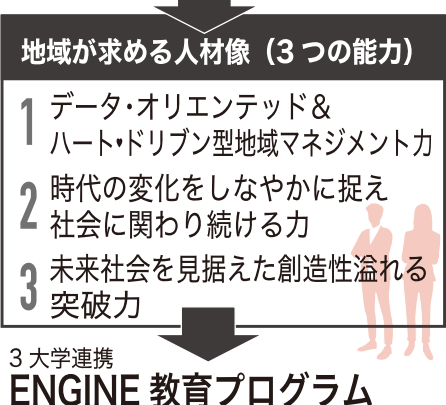 地域が求める人材像（3つの能力）
1 データ・オリエンテッド＆
ハート♥ドリブン型地域マネジメント力
2 時代の変化をしなやかに捉え
社会に関わり続ける力
3 未来社会を見据えた創造性溢れる
突破力
3大学連携
ENGINE 教育プログラム